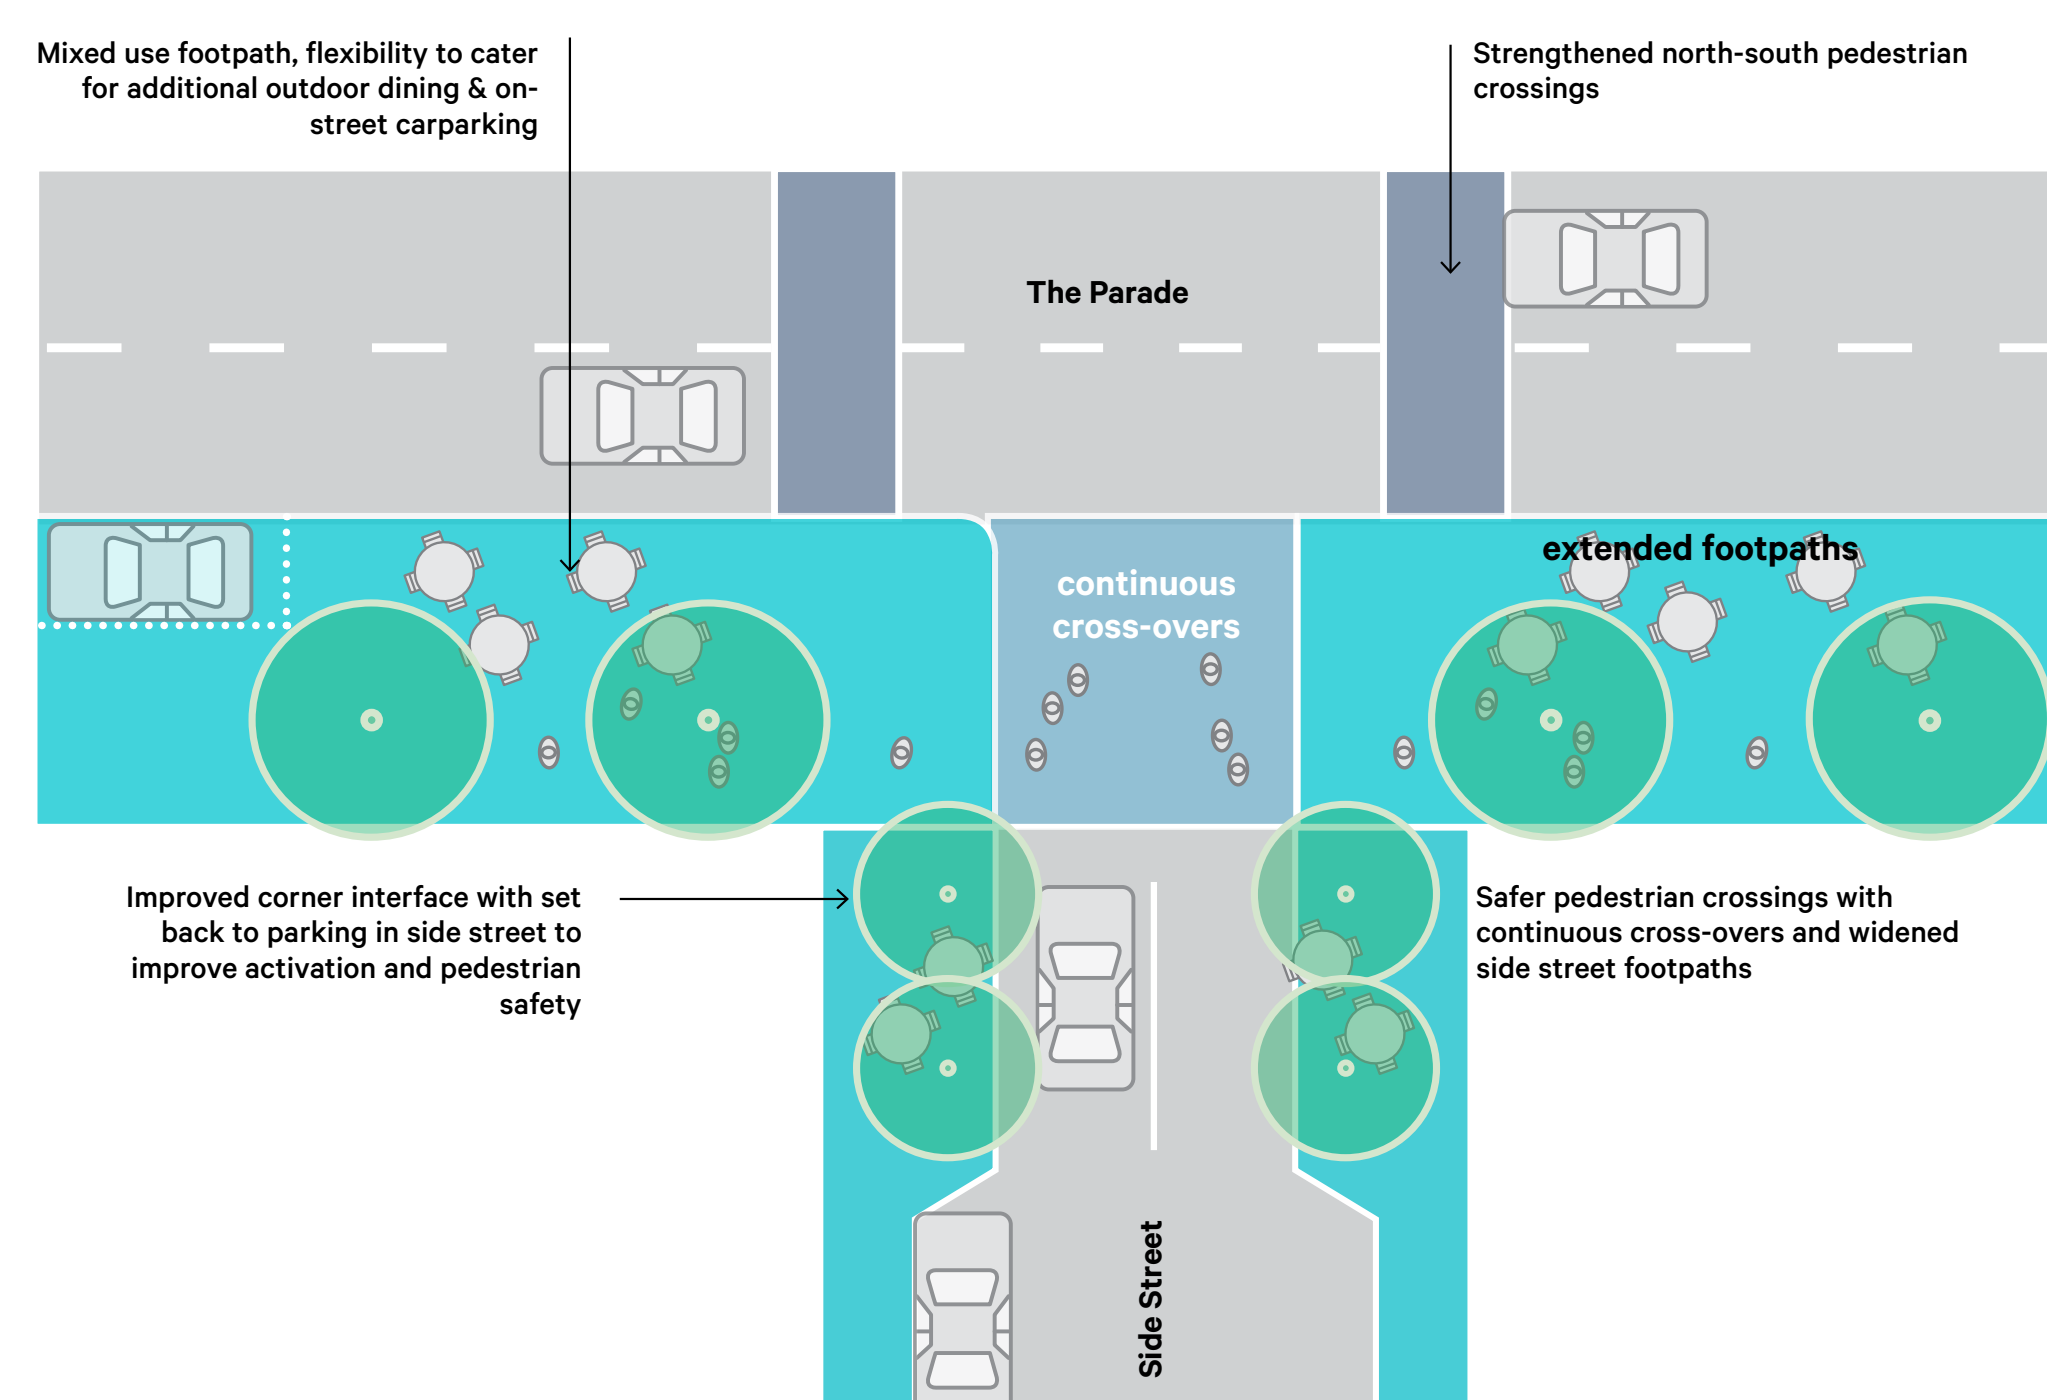 Mixed use footpath, flexibility to cater
for additional outdoor dining & on-
street carparking
Strengthened north-south pedestrian
crossings
The Parade
extended footpaths
continuous
cross-overs
Improved corner interface with set
back to parking in side street to
improve activation and pedestrian
safety
Safer pedestrian crossings with
continuous cross-overs and widened
side street footpaths
Side Street